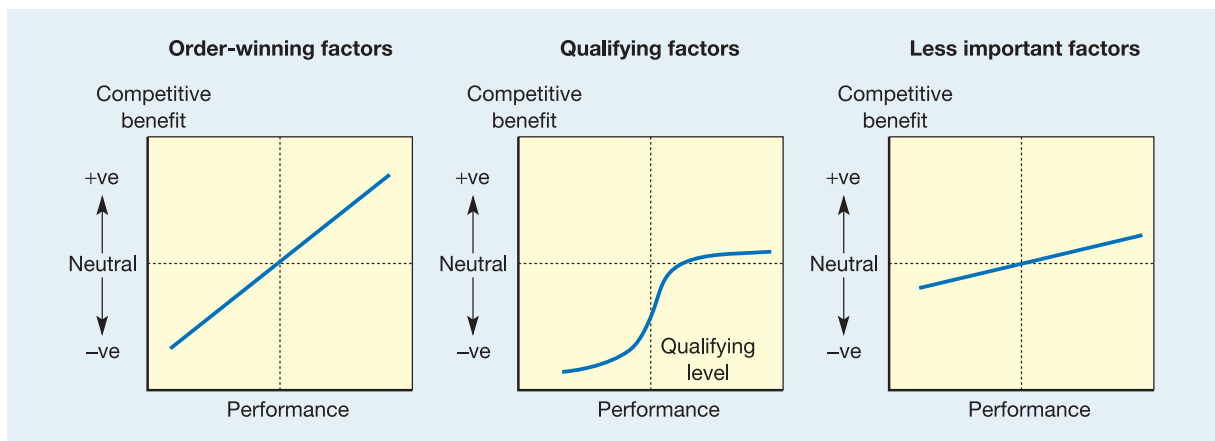 Order-winning factors
Competitive
benefit
+ve
Neutral
–ve
Performance
Qualifying factors
Competitive
benefit
+ve
Neutral
–ve
Qualifying
level
Performance
Less important factors
Competitive
benefit
+ve
Neutral
–ve
Performance